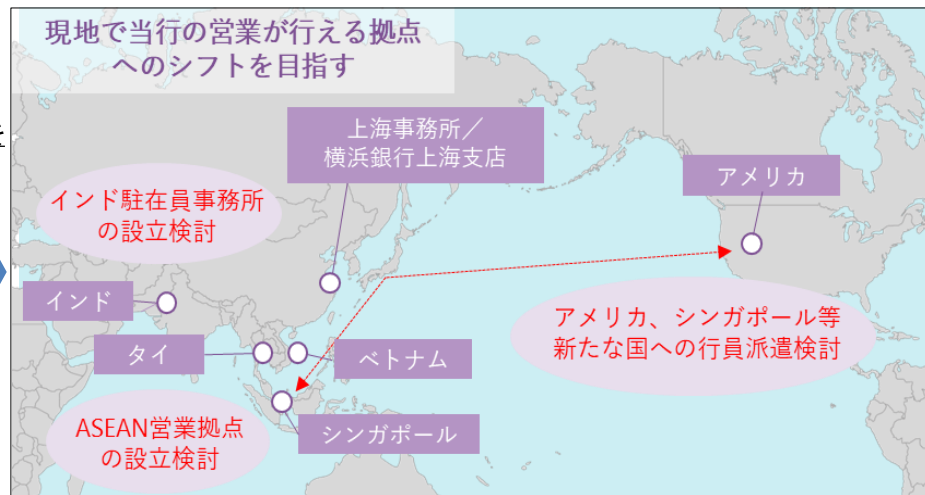 現地で当行の営業が行える拠点
へのシフトを目指す
を
上海事務所／
横浜銀行上海支店
アメリカ
インド駐在員事務所
の設立検討
インド
アメリカ、シンガポール等
新たな国への行員派遣検討
タイ
ベトナム
ASEAN営業拠点
の設立検討
シンガポール